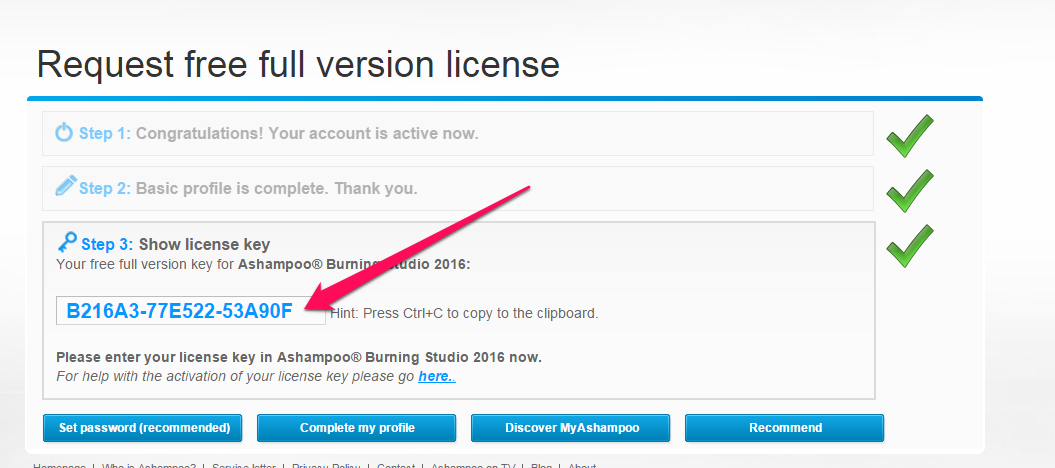 Request free full version license
Step 1: Congratulations! Your account is active now.
Step 2: Basic profile is complete. Thank you.
Step 3: Show license key
Your free full version key for Ashampoo® Burning Studio 2016:
B216A3-77E522-53A90F Hint: Press Ctrl+C to copy to the clipboard.
Please enter your license key in Ashampoo® Burning Studio 2016 now.
For help with the activation of your license key please go here..
Set password (recommended) Complete my profile Discover MyAshampoo Recommend
Homepage | Who is Ashampoo? | Service letter | Privacy Policy | Contact | Ashampoo on TV | Blog | About